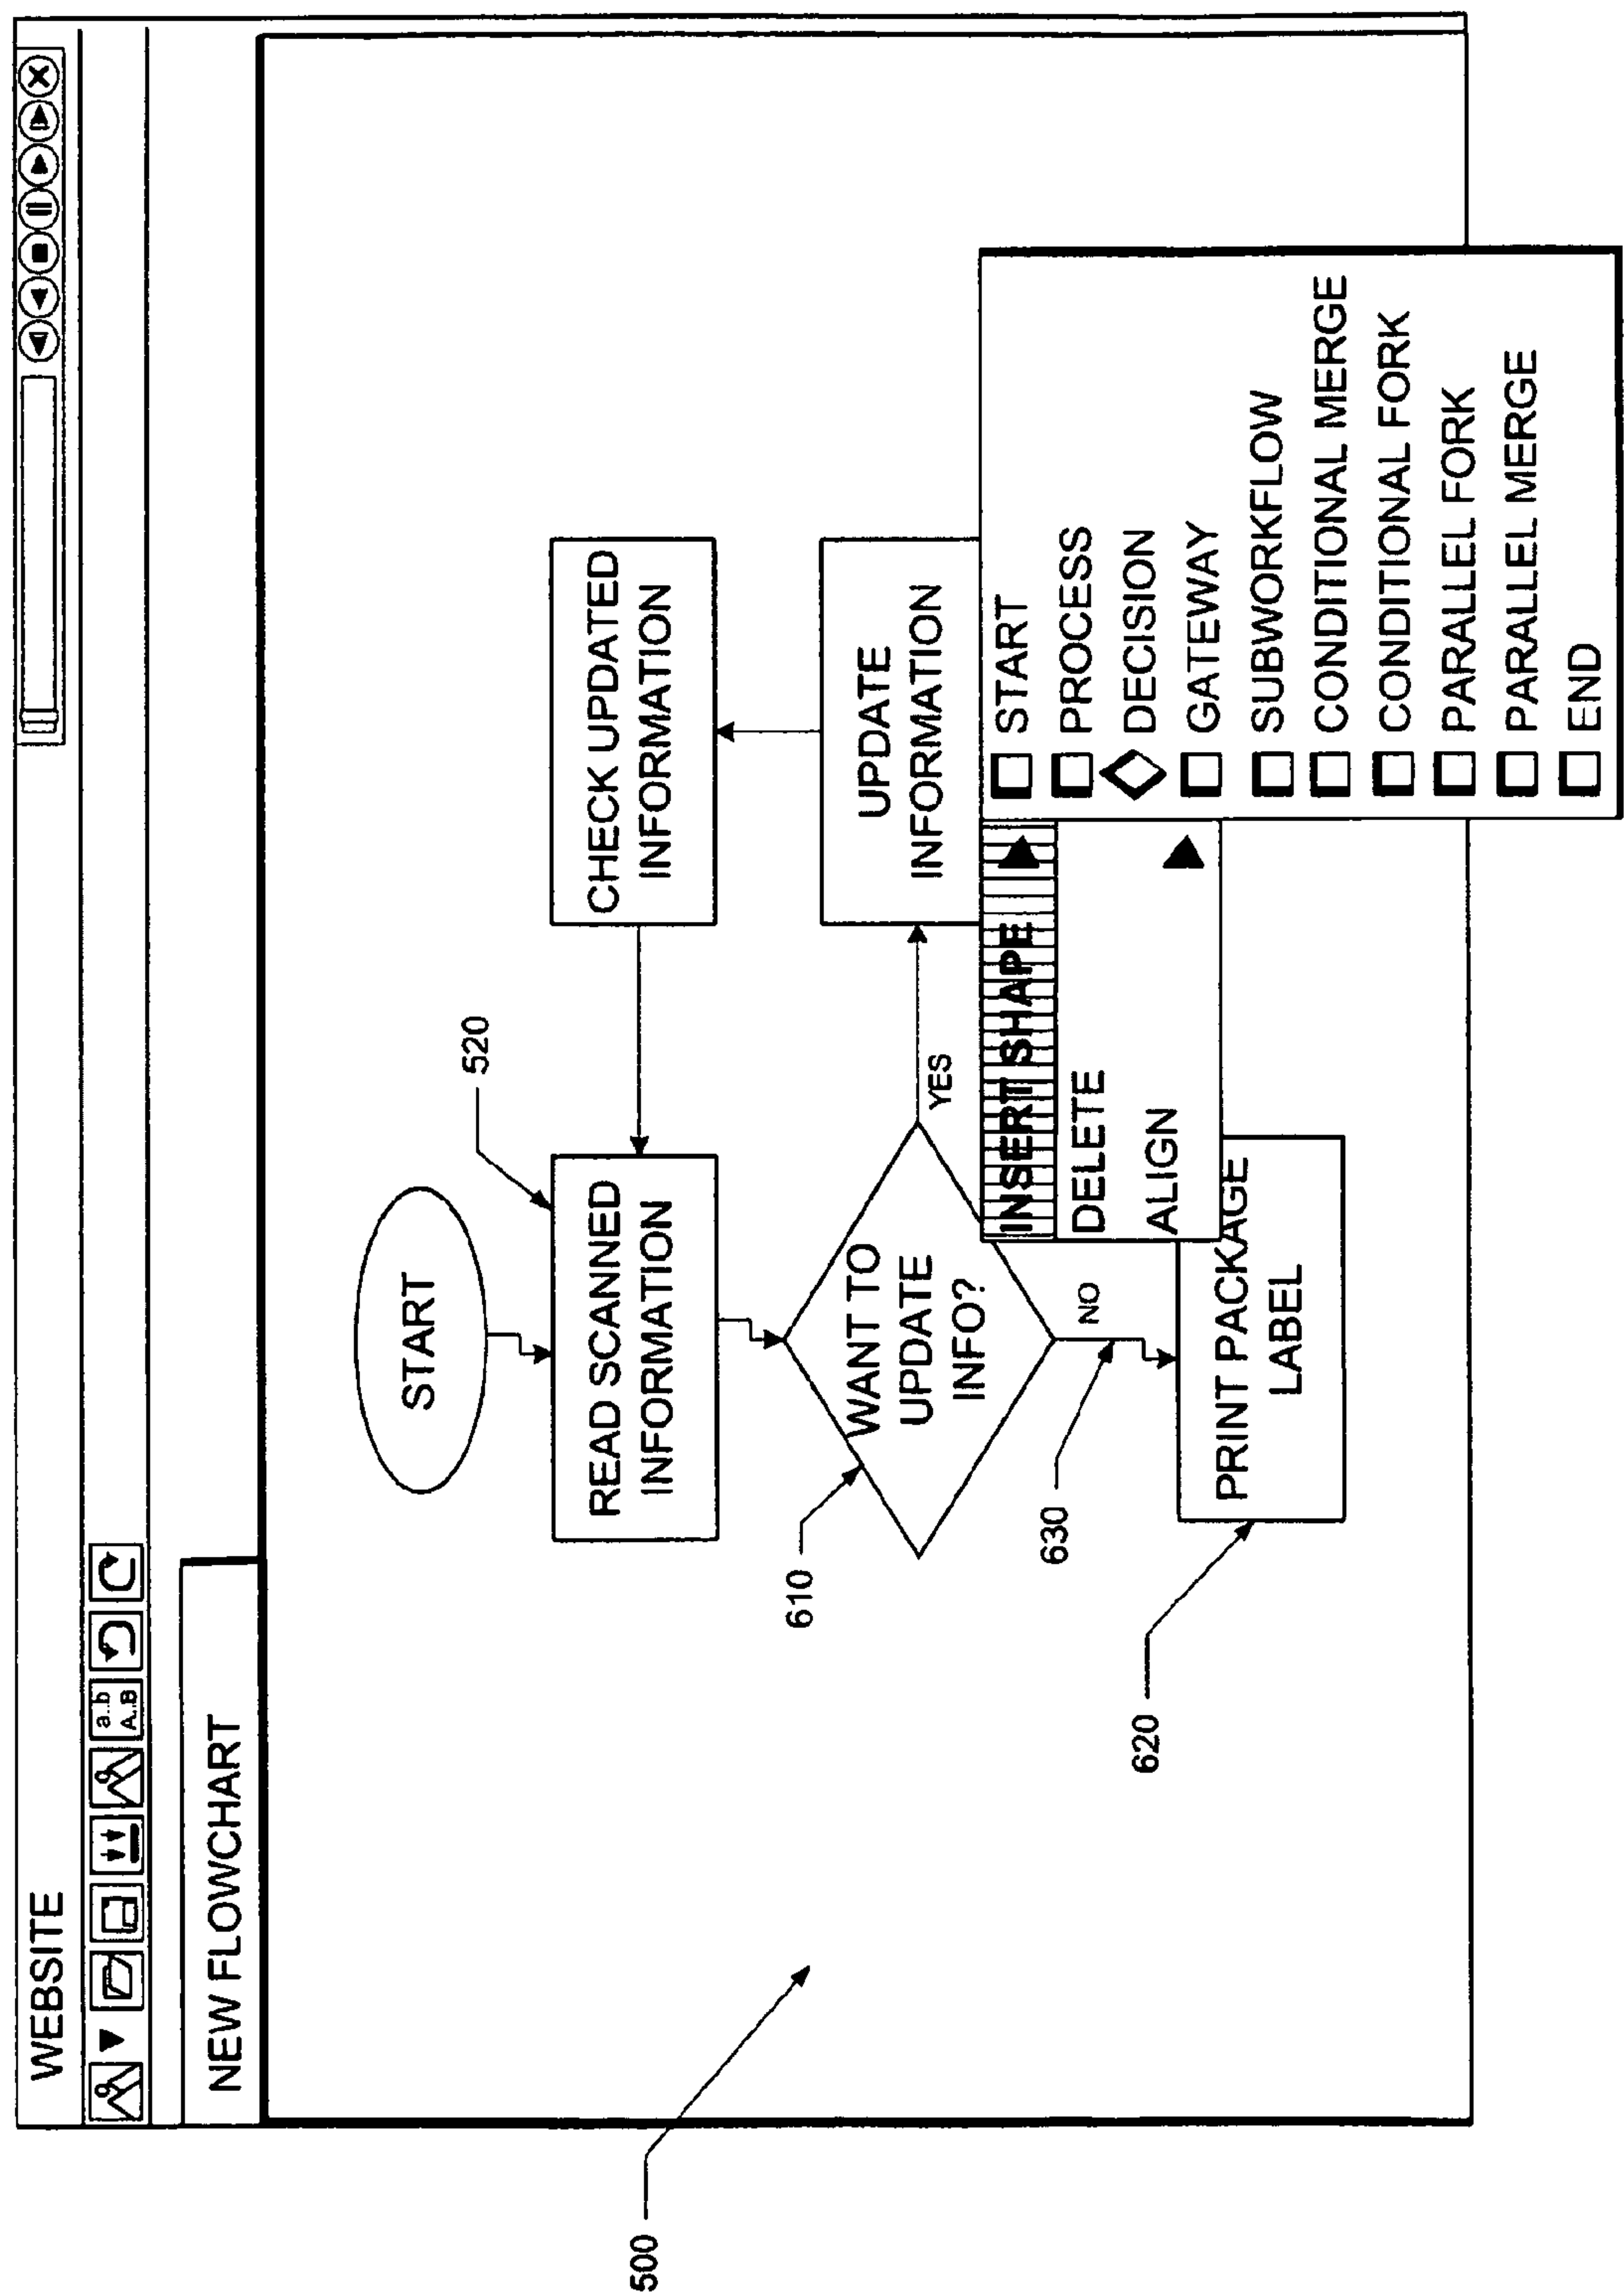 WEBSITE
a..b
A..B
NEW FLOWCHART
500
START
520
READ SCANNED
INFORMATION
CHECK UPDATED
INFORMATION
610
WANT TO
UPDATE
INFO?
YES
UPDATE
INFORMATION
630
NO
620
PRINT PACKAGE
LABEL
INSERT SHAPE
DELETE
ALIGN
START
PROCESS
DECISION
GATEWAY
SUBWORKFLOW
CONDITIONAL MERGE
CONDITIONAL FORK
PARALLEL FORK
PARALLEL MERGE
END